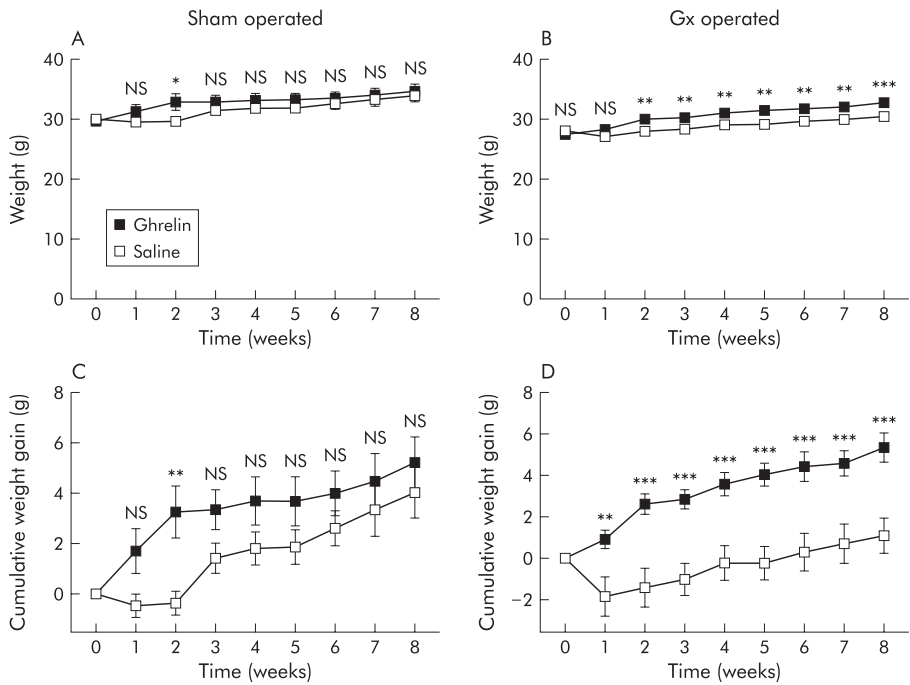 Sham operated
Gx operated
A
40
30
20
10
0
Weight (g)
NS * NS NS NS NS NS NS
Ghrelin
Saline
0 1 2 3 4 5 6 7 8
Time (weeks)
B
40
30
20
10
0
Weight (g)
NS NS ** ** ** ** ** ** ***
0 1 2 3 4 5 6 7 8
Time (weeks)
C
8
6
4
2
0
Cumulative weight gain (g)
NS ** NS NS NS NS NS NS
0 1 2 3 4 5 6 7 8
Time (weeks)
D
8
6
4
2
0
−2
Cumulative weight gain (g)
** *** *** *** *** *** *** ***
0 1 2 3 4 5 6 7 8
Time (weeks)